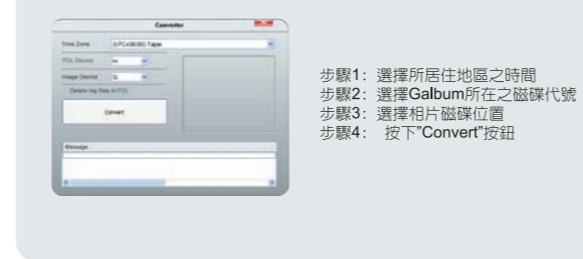 Converter
Time Zone
(UTC+08:00) Taipei
PDL Device
H
Image Device
G
Delete log files in PDL
Convert
Message
步驟1：選擇所居住地區之時間
步驟2：選擇Galbum所在之磁碟代號
步驟3：選擇相片磁碟位置
步驟4： 按下"Convert"按鈕